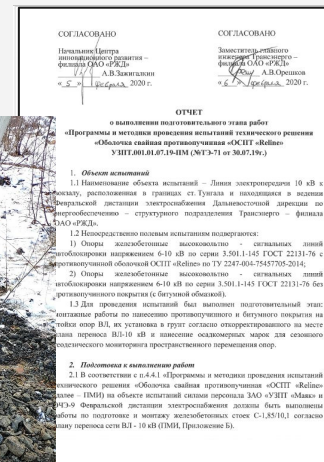 СОГЛАСОВАНО
Начальник Центра
инновационного развития –
филиала ОАО «РЖД»
А.В.Зажигалкин
« 5 » февраля 2020 г.
СОГЛАСОВАНО
Заместитель главного
инженера Трансэнерго –
филиала ОАО «РЖД»
А.В.Орешков
февраля 2020 г.
ОТЧЕТ
о выполнении подготовительного этапа работ
«Программы и методики проведения испытаний технического решения
«Оболочка свайная противопучинная «ОСПТ «Reline»
УЗПТ.001.01.07.19-ПМ (№ТЭ-71 от 30.07.19г.)
1. Объект испытаний
1.1 Наименование объекта испытаний – Линия электропередачи 10 кВ к
вокзалу, расположенная в границах ст. Тулата и находящаяся в ведения
Февральской дистанции электроснабжения Дальневосточной дирекции по
энергообеспечению – структурного подразделения Трансэнерго – филиала
ОАО «РЖД».
1.2 Непосредственно полевым испытаниям подвергаются:
1) Опоры железобетонные высоковольтно - сигнальных линий
автоблокировки напряжением 6-10 кВ по серии 3.501.1-145 ГОСТ 22131-76 с
противопучинной оболочкой ОСПТ «Reline» по ТУ 2247-004-75457705-2014;
2) Опоры железобетонные высоковольтно - сигнальных линий
автоблокировки напряжением 6-10 кВ по серии 3.501.1-145 ГОСТ 22131-76 без
противопучинного покрытия (с битумной обмазкой).
1.3 Для проведения испытаний был выполнен подготовительный этап:
монтажные работы по нанесению противопучинного и битумного покрытия на
стойки опор ВЛ, их установка в грунт согласно откорректированного на месте
плана переноса ВЛ-10 кВ и нанесение осадкомарных марок для сезонного
геодезического мониторинга пространственного перемещения опор.
2. Подготовка к выполнению работ
2.1 В соответствии с п.4.4.1 «Программы и методики проведения испытаний
технического решения «Оболочка свайная противопучинная «ОСПТ «Reline»
(далее – ПМИ) на объекте испытаний силами персонала ЗАО «УЗПТ «Маяк» и
ЭЧЭ-9 Февральской дистанции электроснабжения должны быть выполнены
работы по подготовке и монтажу железобетонных стоек С-1,85/10,1 согласно
плану переноса сети ВЛ - 10 кВ (ПМИ, Приложение Б).